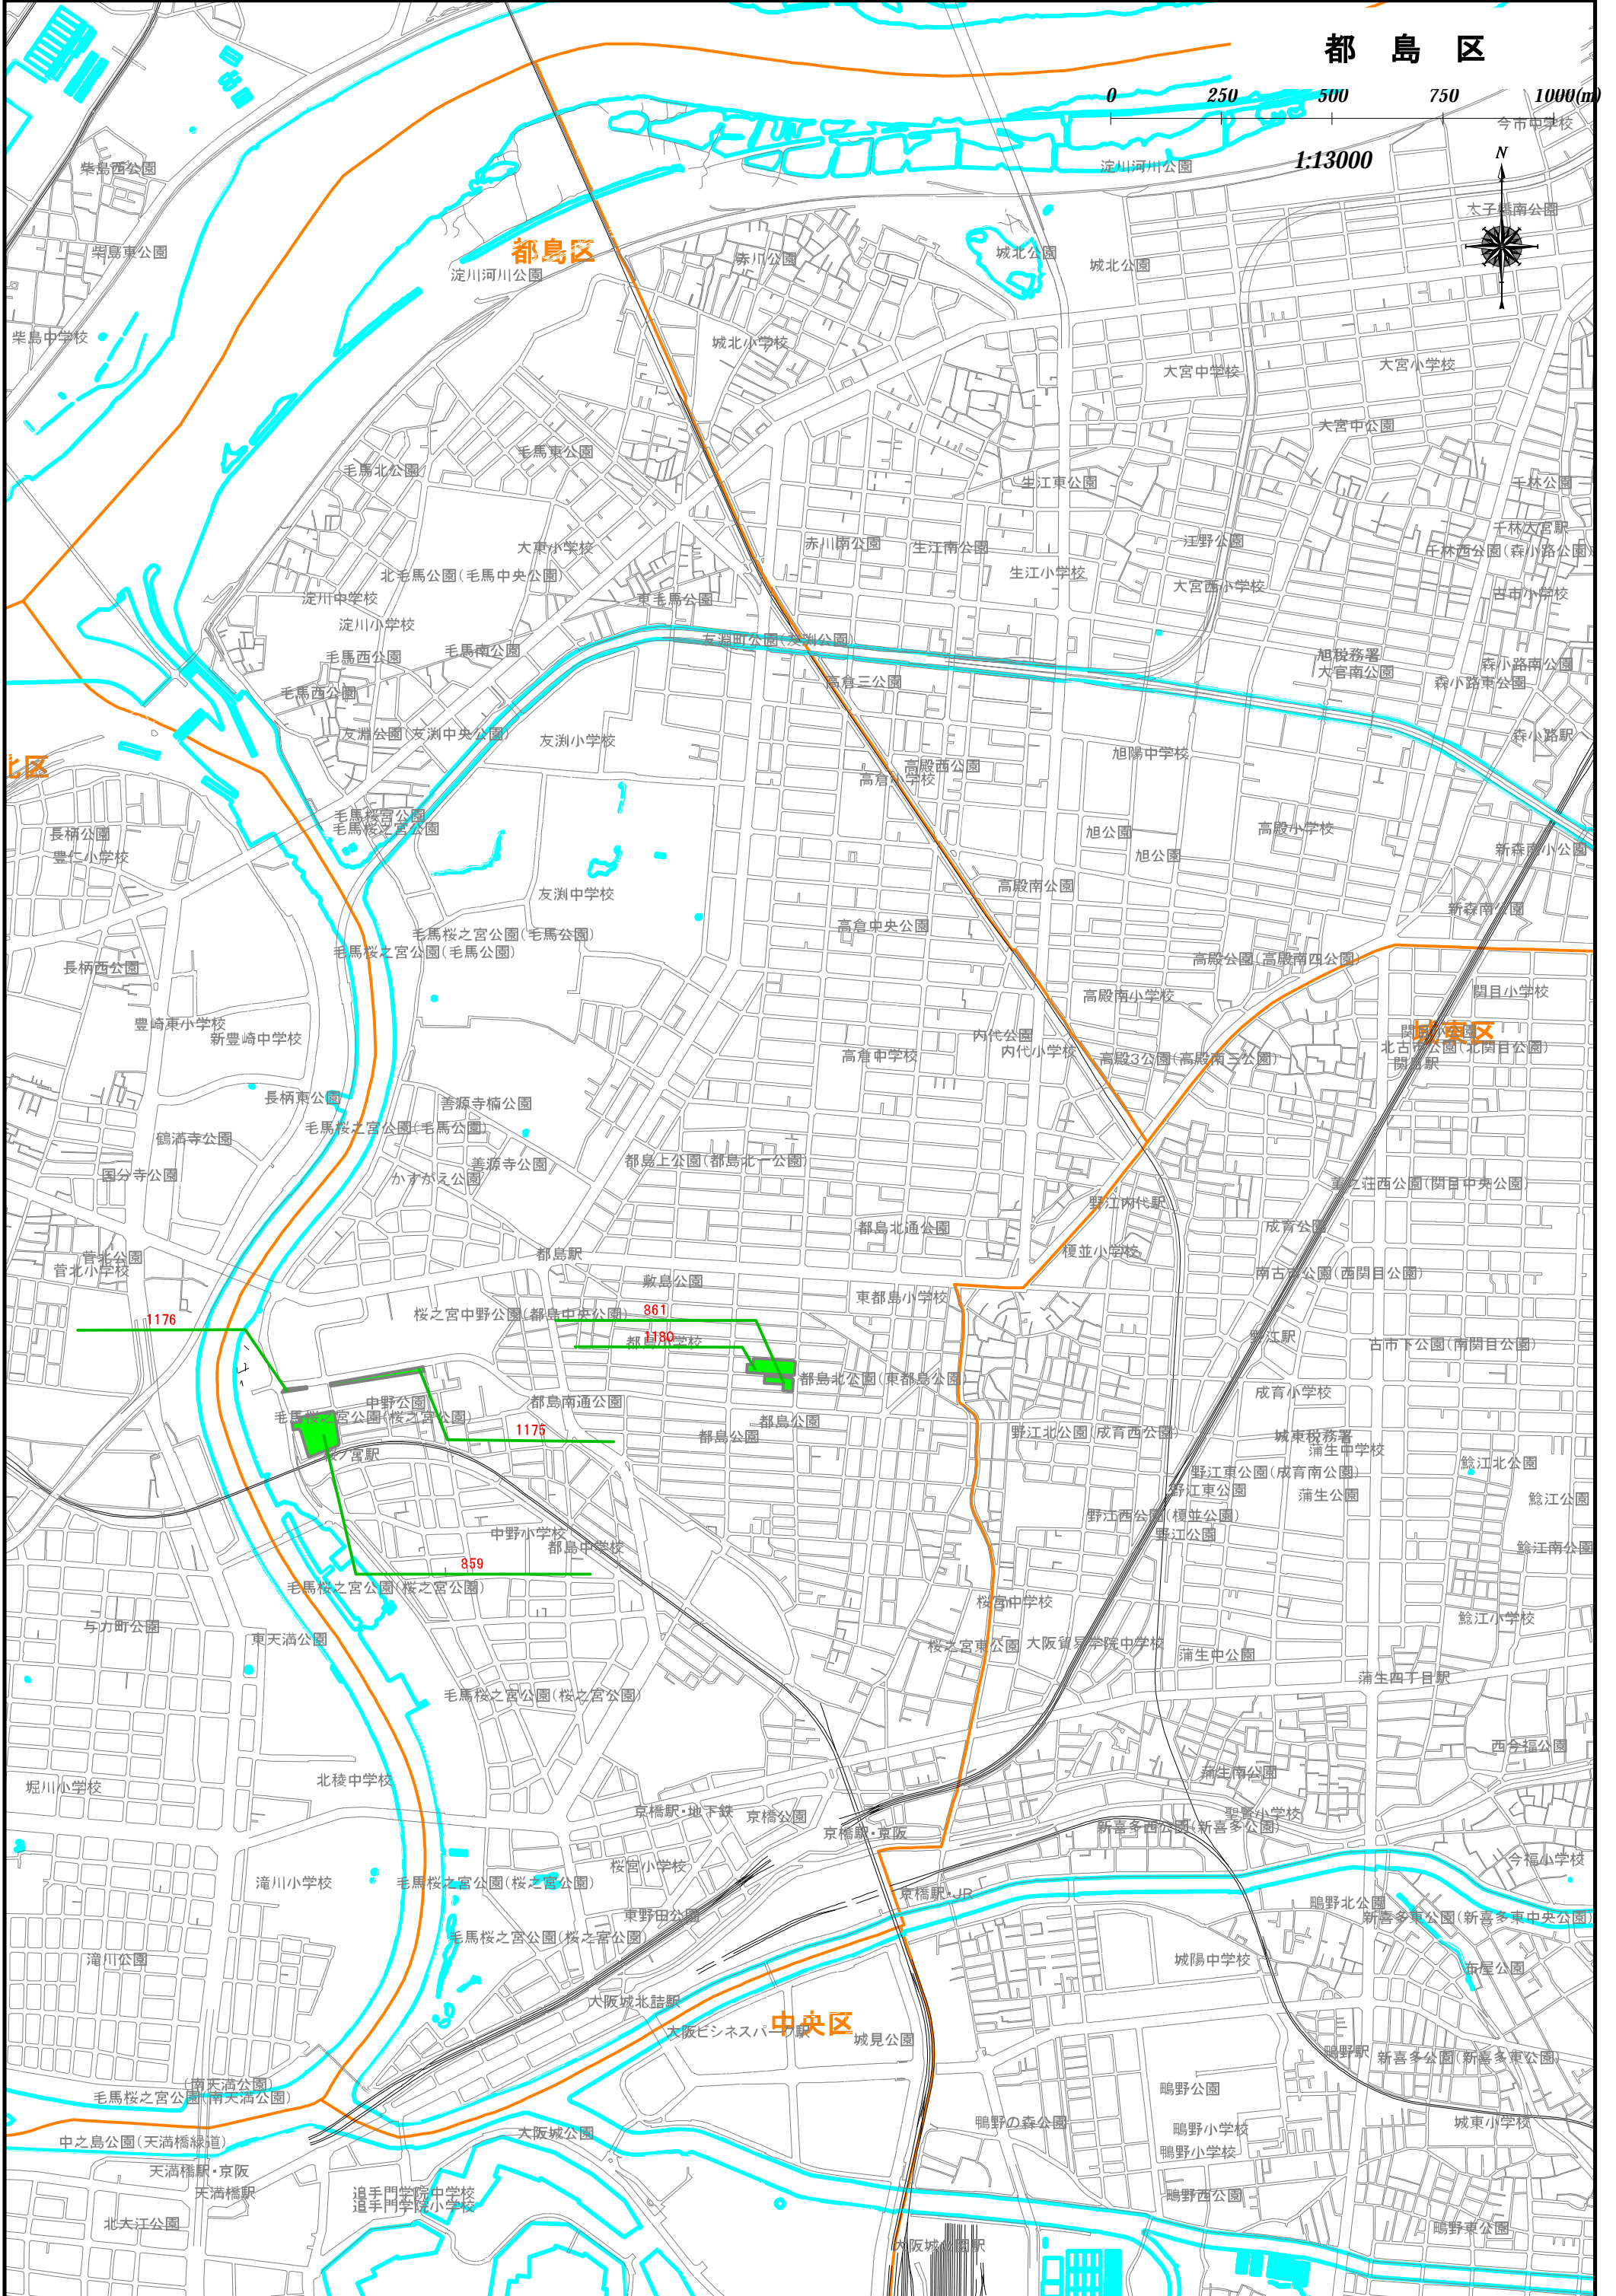 都 島 区
0 250 500 750 1000(m)
1:13000
N
今市中学校
淀川河川公園
柴島西公園
太子橋南公園
柴島東公園
都島区
淀川河川公園
赤川公園
城北公園
城北公園
柴島中学校
城北小学校
大宮中学校
大宮小学校
大宮中公園
毛馬東公園
毛馬北公園
生江東公園
千林公園
千林大宮駅
大東小学校
赤川南公園
生江南公園
江野公園
千林西公園(森小路公園)
北毛馬公園(毛馬中央公園)
生江小学校
大宮西小学校
古市小学校
淀川中学校
東毛馬公園
淀川小学校
友渕町公園(友渕公園)
毛馬南公園
毛馬西公園
旭税務署
大宮南公園
森小路南公園
森小路東公園
高倉三公園
毛馬西公園
友渕公園(友渕中央公園)
友渕小学校
森小路駅
旭陽中学校
北区
高殿西公園
高倉小学校
毛馬桜宮公園
毛馬桜之宮公園
長柄公園
旭公園
高殿小学校
豊仁小学校
旭公園
新森南小公園
友渕中学校
高殿南公園
新森南公園
高倉中央公園
毛馬桜之宮公園(毛馬公園)
毛馬桜之宮公園(毛馬公園)
長柄西公園
高殿公園(高殿南四公園)
関目小学校
高殿南小学校
豊崎東小学校
新豊崎中学校
内代公園
内代小学校
城東区
北古市公園(北関目公園)
関目駅
高倉中学校
高殿3公園(高殿南三公園)
長柄東公園
善源寺楠公園
毛馬桜之宮公園(毛馬公園)
鶴満寺公園
善源寺公園
都島上公園(都島北一公園)
国分寺公園
かすがえ公園
菫之荘西公園(関目中央公園)
野江内代駅
都島北通公園
成育公園
都島駅
榎並小学校
菅北公園
菅北小学校
敷島公園
南古市公園(西関目公園)
東都島小学校
桜之宮中野公園(都島中央公園)
861
1176
1180
都島小学校
野江駅
古市下公園(南関目公園)
都島北公園(東都島公園)
成育小学校
中野公園
都島南通公園
毛馬桜之宮公園(桜之宮公園)
都島公園
都島公園
1175
野江北公園(成育西公園)
城東税務署
蒲生中学校
桜ノ宮駅
鯰江北公園
野江東公園(成育南公園)
野江東公園
蒲生公園
鯰江公園
野江西公園(榎並公園)
野江公園
中野小学校
都島中学校
鯰江南公園
859
毛馬桜之宮公園(桜之宮公園)
桜宮中学校
鯰江小学校
与力町公園
東天満公園
桜之宮東公園
大阪貿易学院中学校
蒲生中公園
蒲生四丁目駅
毛馬桜之宮公園(桜之宮公園)
西今福公園
堀川小学校
北稜中学校
蒲生南公園
京橋駅・地下鉄
京橋公園
聖賢小学校
京橋駅・京阪
新喜多西公園(新喜多公園)
今福小学校
桜宮小学校
滝川小学校
毛馬桜之宮公園(桜之宮公園)
京橋駅・JR
鴫野北公園
東野田公園
新喜多東公園(新喜多東中央公園)
毛馬桜之宮公園(桜之宮公園)
滝川公園
城陽中学校
布屋公園
大阪城北詰駅
中央区
大阪ビジネスパーク駅
城見公園
鴫野駅
新喜多公園(新喜多東公園)
(南天満公園)
毛馬桜之宮公園(南天満公園)
鴫野公園
鴫野の森公園
城東小学校
大阪城公園
鴫野小学校
中之島公園(天満橋緑道)
鴫野小学校
天満橋駅・京阪
天満橋駅
追手門学院中学校
追手門学院小学校
鴫野西公園
北大江公園
鴫野東公園
大阪城公園駅